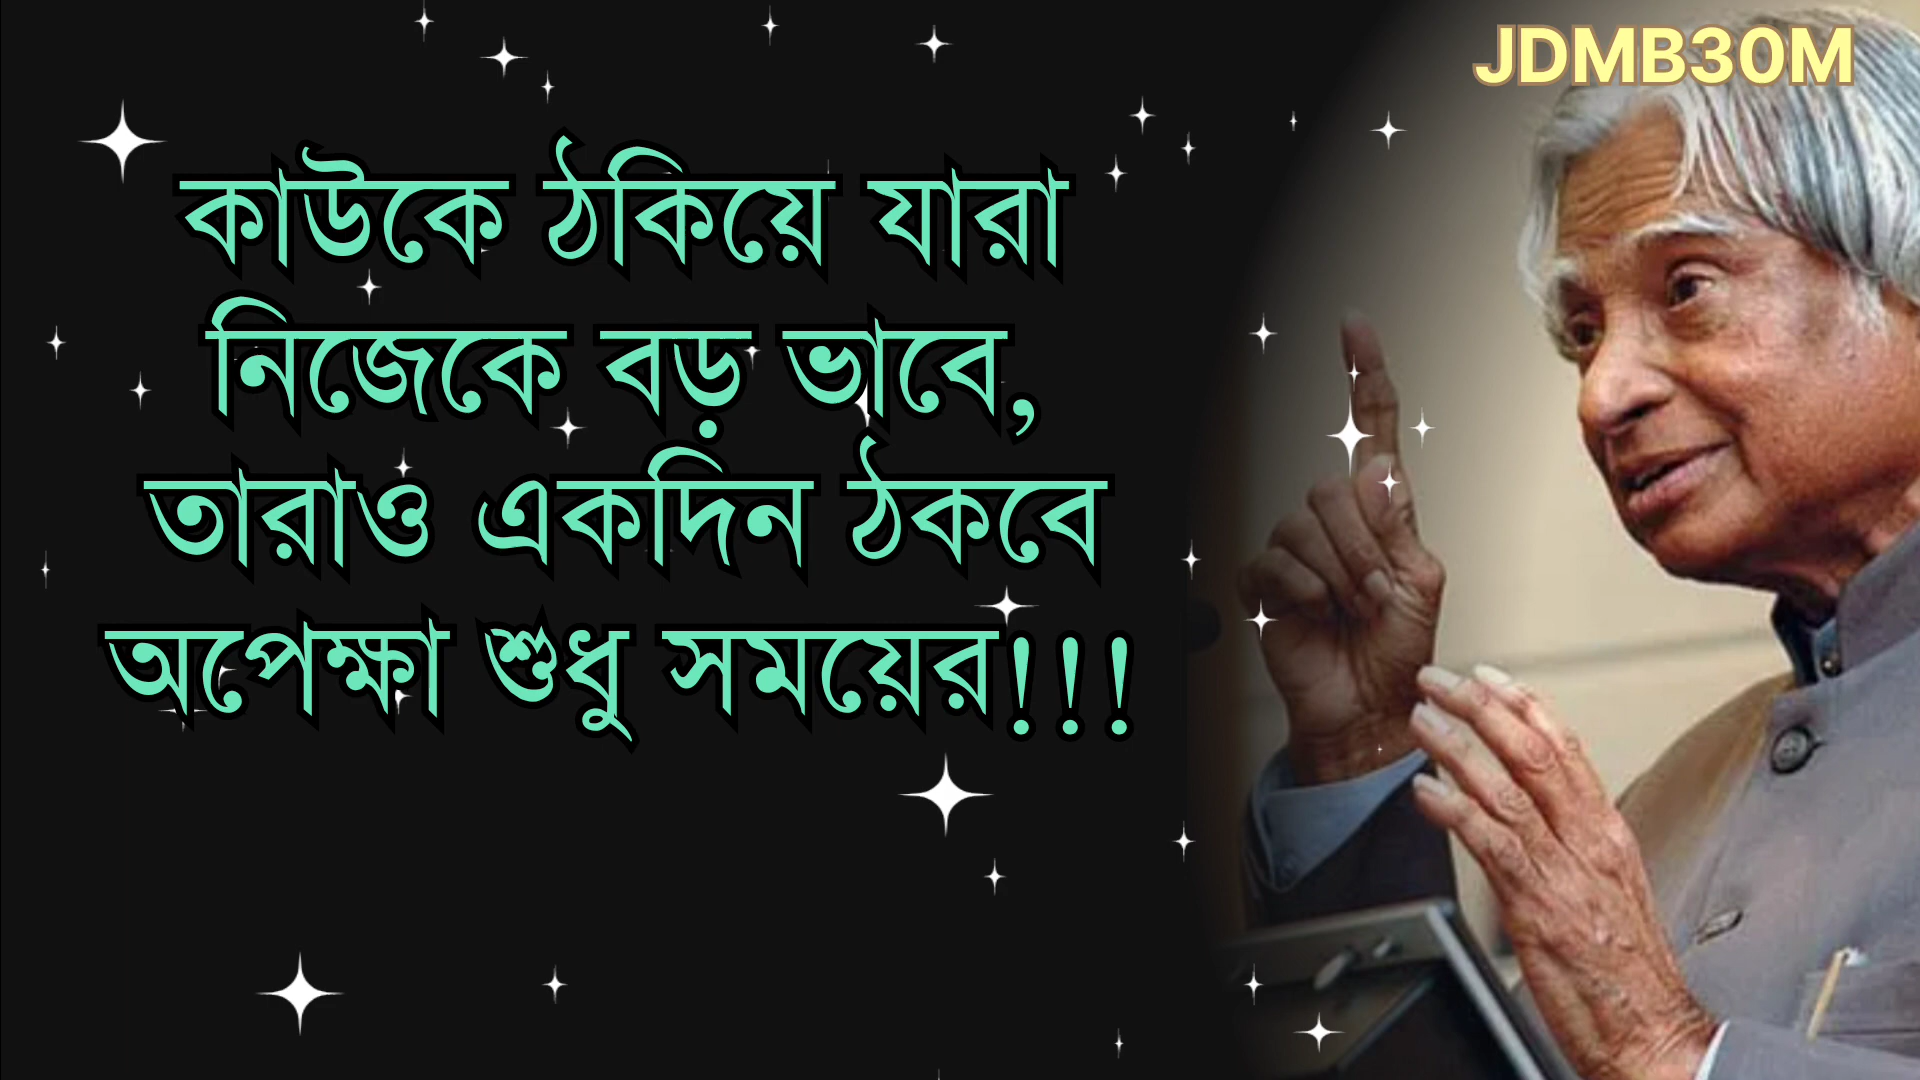 JDMB30M
কাউকে ঠকিয়ে যারা
নিজেকে বড় ভাবে,
তারাও একদিন ঠকবে
অপেক্ষা শুধু সময়ের!!!